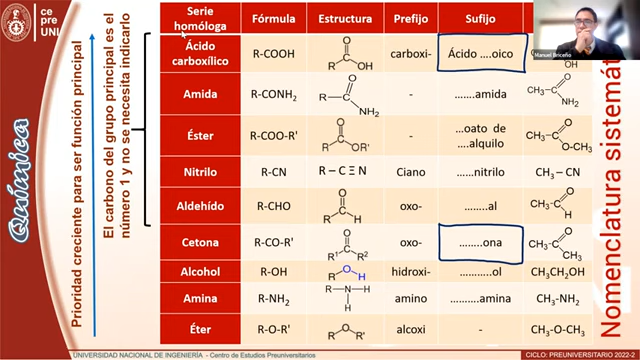 ce
pre
UNI
Química
Prioridad creciente para ser función principal
El carbono del grupo principal es el
número 1 y no se necesita indicarlo
Serie homóloga Fórmula Estructura Prefijo Sufijo
Ácido carboxílico R-COOH R O OH carboxi- Ácido ….oico OH
Amida R-CONH₂ R O NH₂ - …….amida CH₃ O NH₂
Éster R-COO-R' R O OR' - …oato de ….alquilo CH₃ O O-CH₃
Nitrilo R-CN R – C Ξ N Ciano …...nitrilo CH₃ – CN
Aldehído R-CHO R O H oxo- ……..al CH₃ O H
Cetona R-CO-R' R¹ O R² oxo- ……..ona CH₃ O CH₃
Alcohol R-OH R O H hidroxi- ……….ol CH₃CH₂OH
Amina R-NH₂ R – N – H H amino ……….amina CH₃-NH₂
Éter R-O-R' R O R' alcoxi - CH₃-O-CH₃
Manuel Briceño
Nomenclatura sistemát
UNIVERSIDAD NACIONAL DE INGENIERÍA - Centro de Estudios Preuniversitarios
CICLO: PREUNIVERSITARIO 2022-2